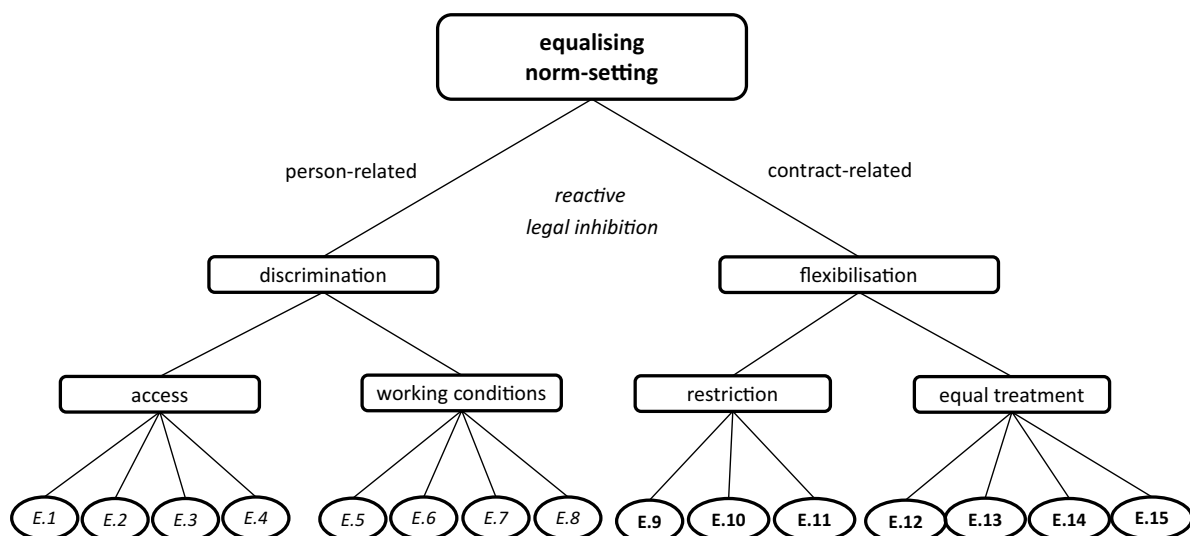 equalising
norm-setting
person-related
contract-related
reactive
legal inhibition
discrimination
flexibilisation
access
working conditions
restriction
equal treatment
E.1
E.2
E.3
E.4
E.5
E.6
E.7
E.8
E.9
E.10
E.11
E.12
E.13
E.14
E.15